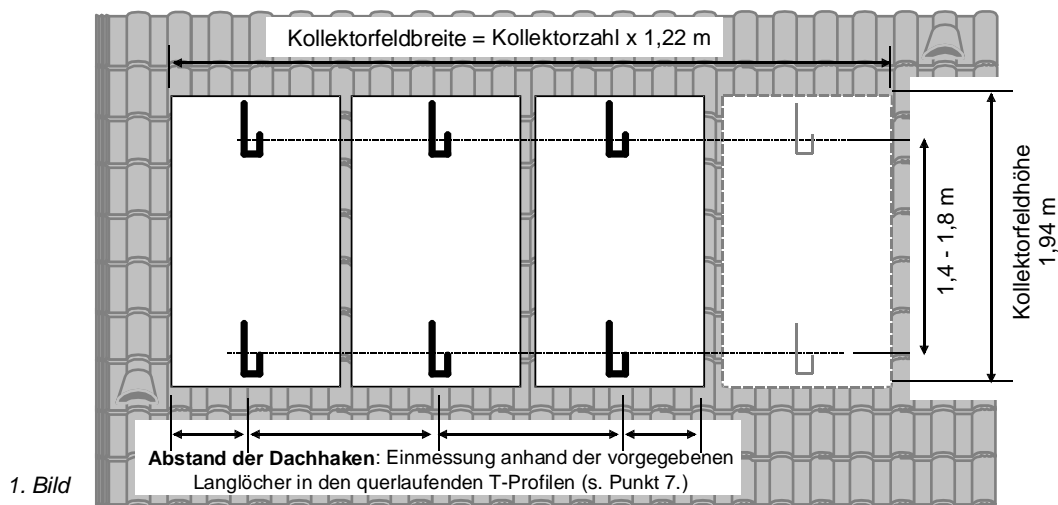 Kollektorfeldbreite = Kollektorzahl x 1,22 m
1,4 - 1,8 m
Kollektorfeldhöhe
1,94 m
Abstand der Dachhaken: Einmessung anhand der vorgegebenen
Langlöcher in den querlaufenden T-Profilen (s. Punkt 7.)
1. Bild